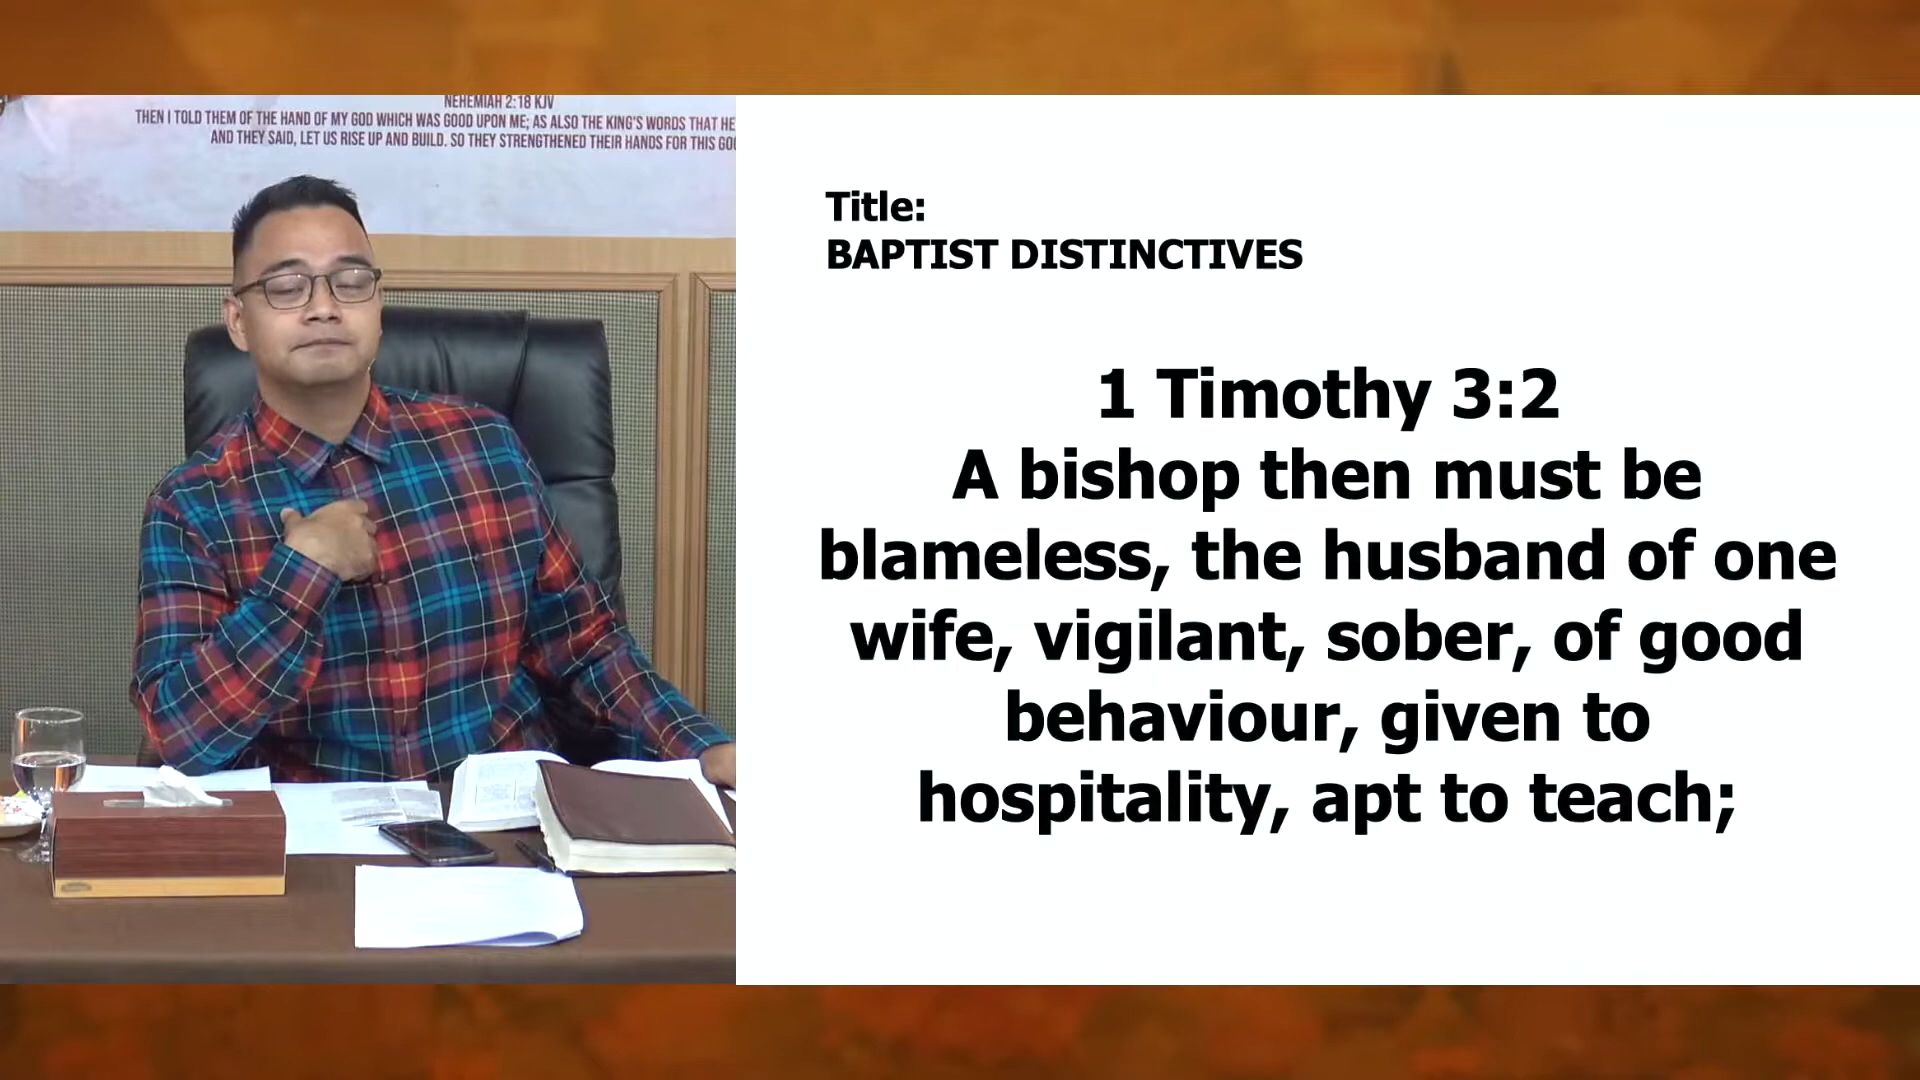 NEHEMIAH 2:18 KJV
THEN I TOLD THEM OF THE HAND OF MY GOD WHICH WAS GOOD UPON ME; AS ALSO THE KING'S WORDS THAT HE
AND THEY SAID, LET US RISE UP AND BUILD. SO THEY STRENGTHENED THEIR HANDS FOR THIS
Title:
BAPTIST DISTINCTIVES
1 Timothy 3:2
A bishop then must be
blameless, the husband of one
wife, vigilant, sober, of good
behaviour, given to
hospitality, apt to teach;